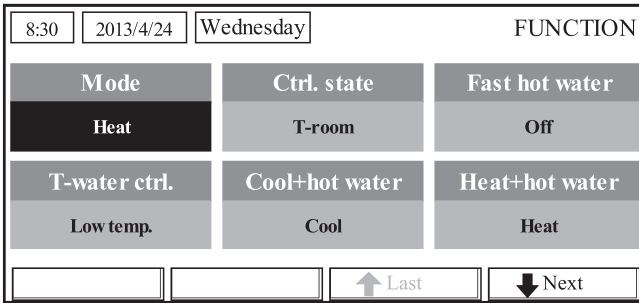 8:30 2013/4/24 Wednesday FUNCTION
Mode Ctrl. state Fast hot water
Heat T-room Off
T-water ctrl. Cool+hot water Heat+hot water
Low temp. Cool Heat
Last Next